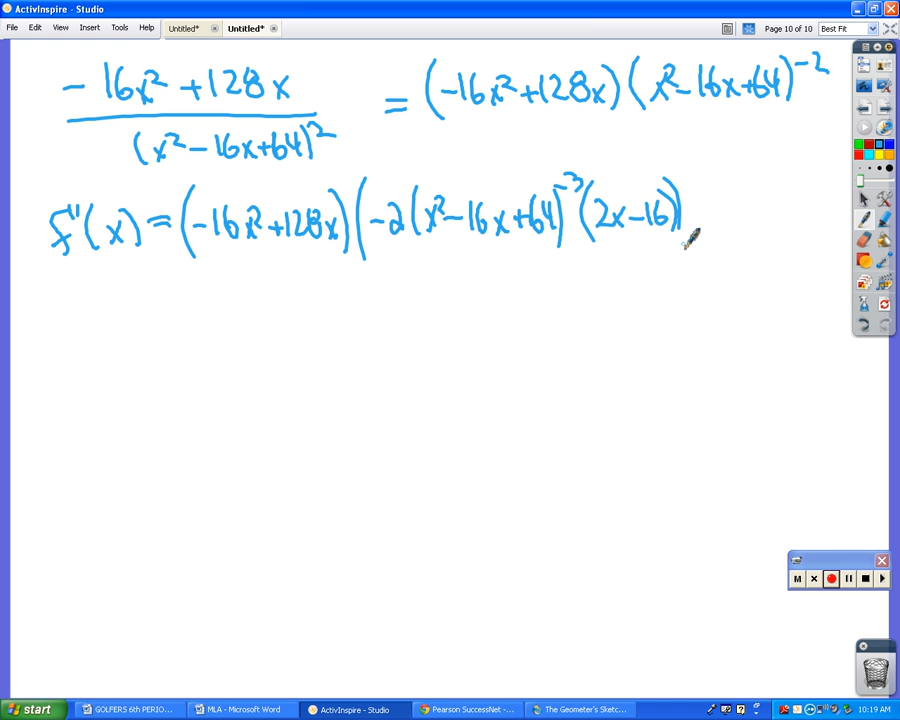 ActivInspire - Studio
File Edit View Insert Tools Help Untitled* Untitled* Page 10 of 10 Best Fit
-16x² + 128x / (x² - 16x + 64)² = (-16x² + 128x)(x² - 16x + 64)⁻²
f''(x) = (-16x² + 128x)(-2(x² - 16x + 64)⁻³(2x - 16))
M
start GOLFERS 6th PERIO... MLA - Microsoft Word ActivInspire - Studio Pearson SuccessNet -... The Geometer's Sketc... 10:19 AM